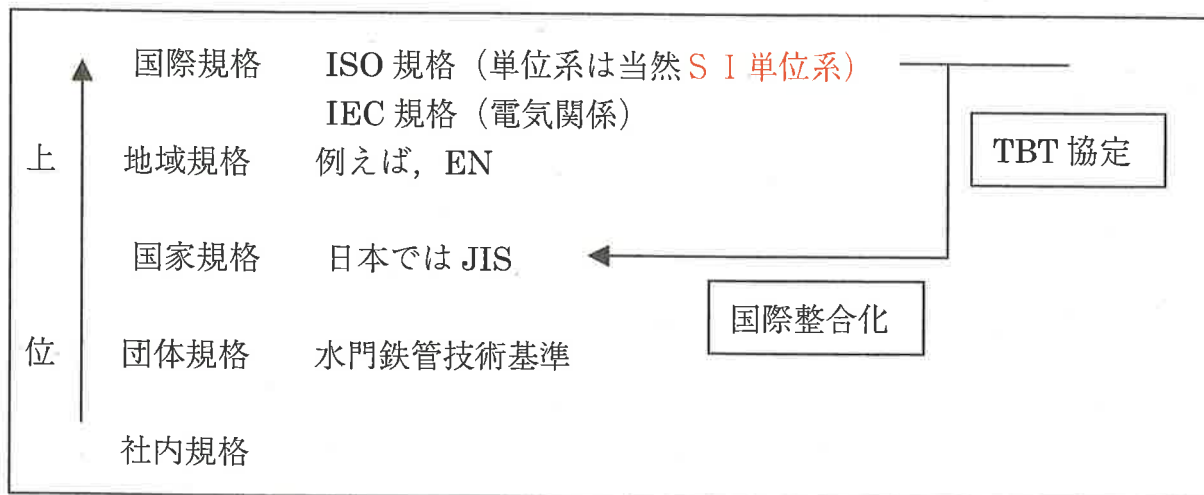 国際規格 ISO 規格（単位系は当然ＳＩ単位系）
IEC 規格（電気関係）
TBT 協定
上 地域規格 例えば，EN
国家規格 日本では JIS
国際整合化
位 団体規格 水門鉄管技術基準
社内規格